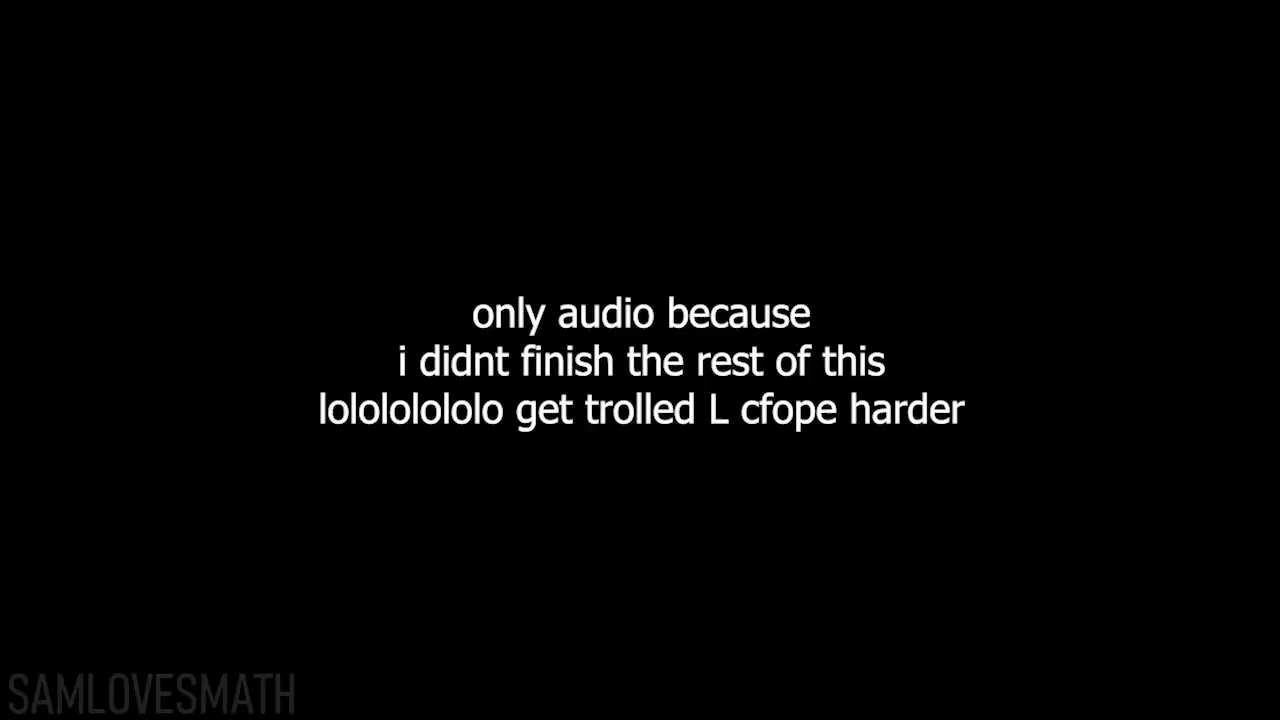 only audio because
i didnt finish the rest of this
lolololololo get trolled L cfope harder
SAMLOVESMATH